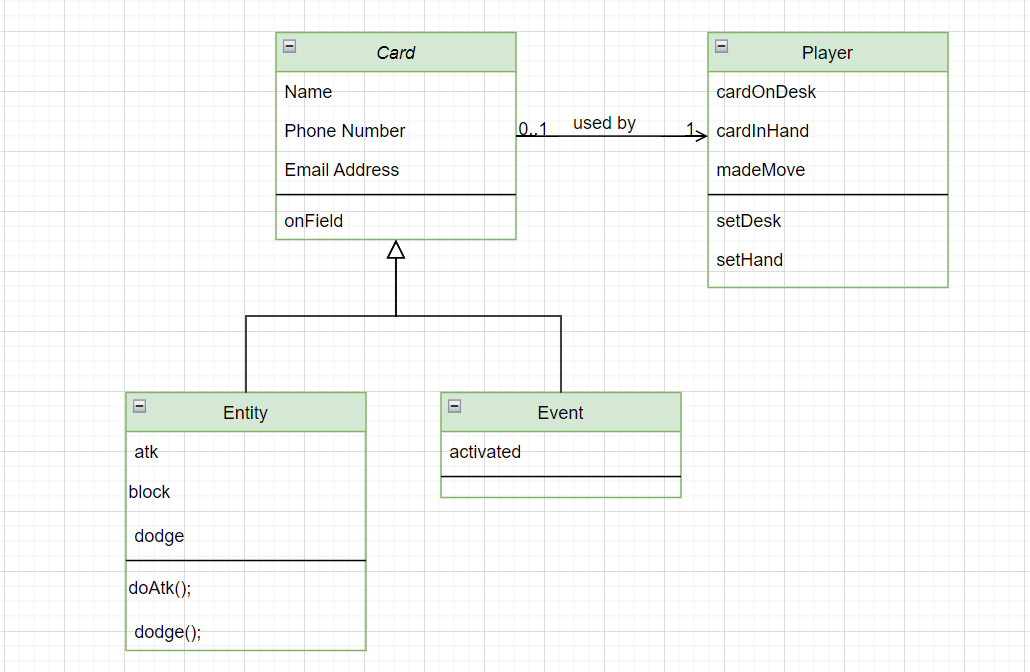 Card
Name
Phone Number
Email Address
onField
0..1
used by
1
Player
cardOnDesk
cardInHand
madeMove
setDesk
setHand
Entity
atk
block
dodge
doAtk();
dodge();
Event
activated